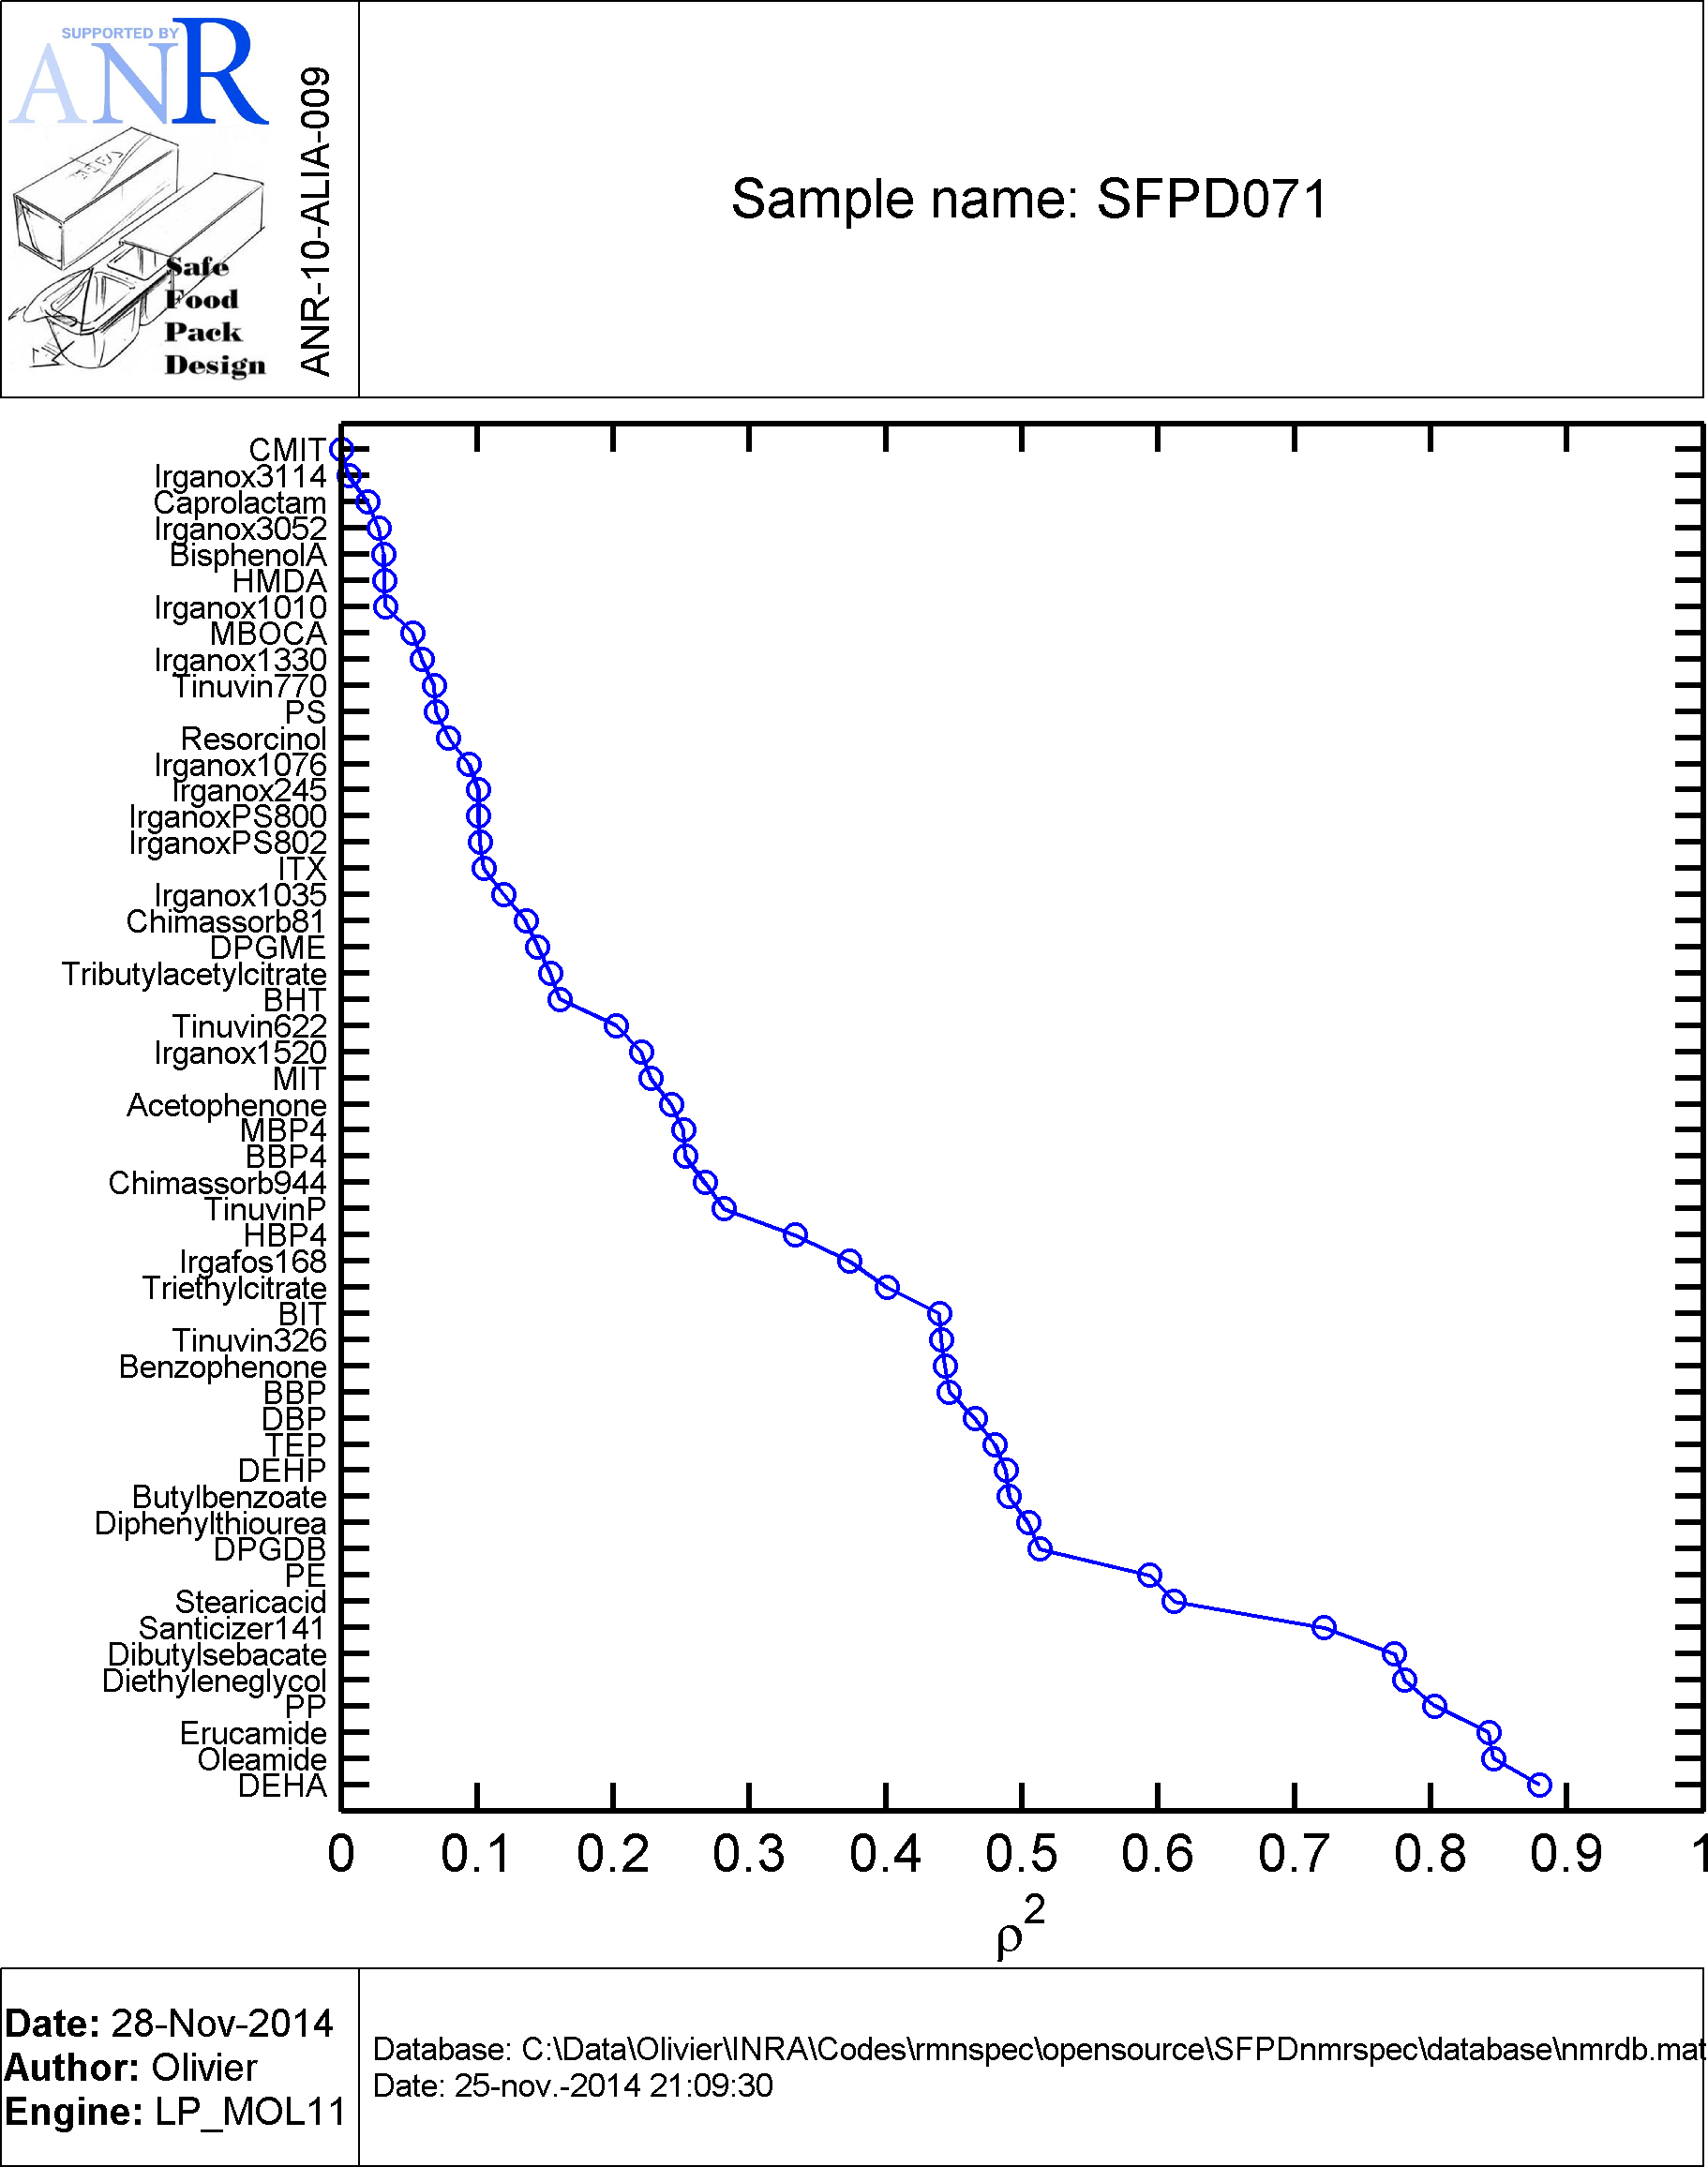 SUPPORTED BY
ANR
ANR-10-ALIA-009
Safe
Food
Pack
Design
Sample name: SFPD071
CMIT
Irganox3114
Caprolactam
Irganox3052
BisphenolA
HMDA
Irganox1010
MBOCA
Irganox1330
Tinuvin770
PS
Resorcinol
Irganox1076
Irganox245
IrganoxPS800
IrganoxPS802
ITX
Irganox1035
Chimassorb81
DPGME
Tributylacetylcitrate
BHT
Tinuvin622
Irganox1520
MIT
Acetophenone
MBP4
BBP4
Chimassorb944
TinuvinP
HBP4
Irgafos168
Triethylcitrate
BIT
Tinuvin326
Benzophenone
BBP
DBP
TEP
DEHP
Butylbenzoate
Diphenylthiourea
DPGDB
PE
Stearicacid
Santicizer141
Dibutylsebacate
Diethyleneglycol
PP
Erucamide
Oleamide
DEHA
0 0.1 0.2 0.3 0.4 0.5 0.6 0.7 0.8 0.9 1
ρ²
Date: 28-Nov-2014
Author: Olivier
Engine: LP_MOL11
Database: C:\Data\Olivier\INRA\Codes\rmnspec\opensource\SFPDnmrspec\database\nmrdb.mat
Date: 25-nov.-2014 21:09:30